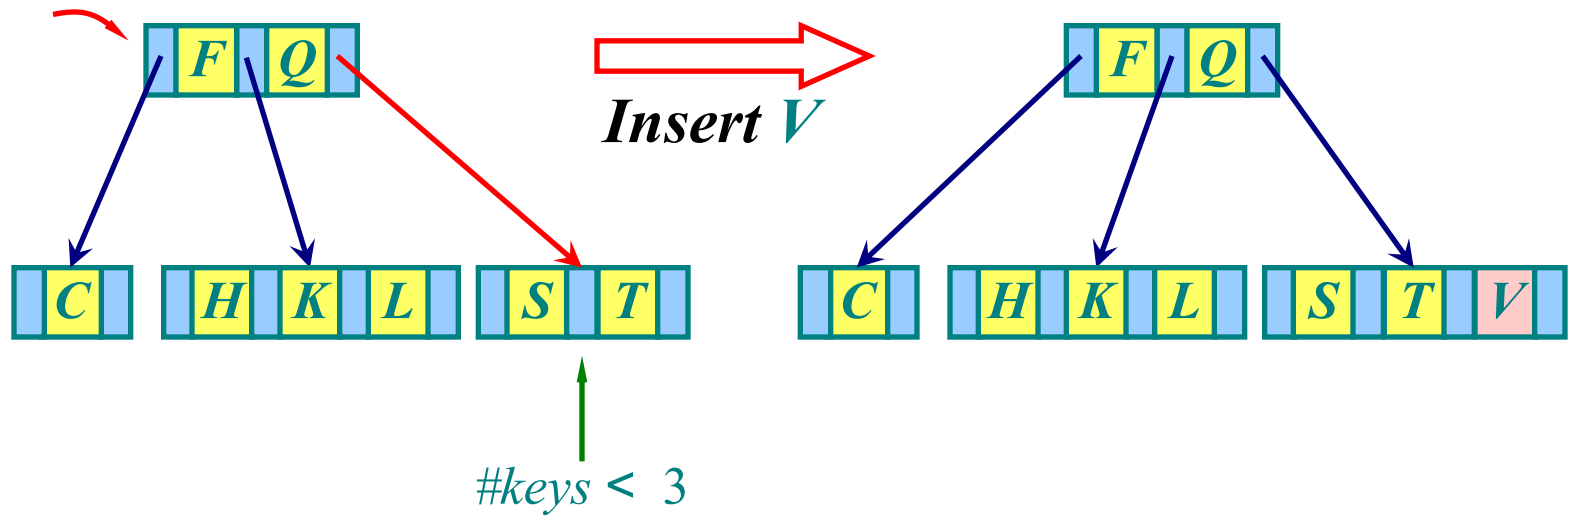 F Q
F Q
Insert V
C
H K L
S T
C
H K L
S T V
#keys < 3